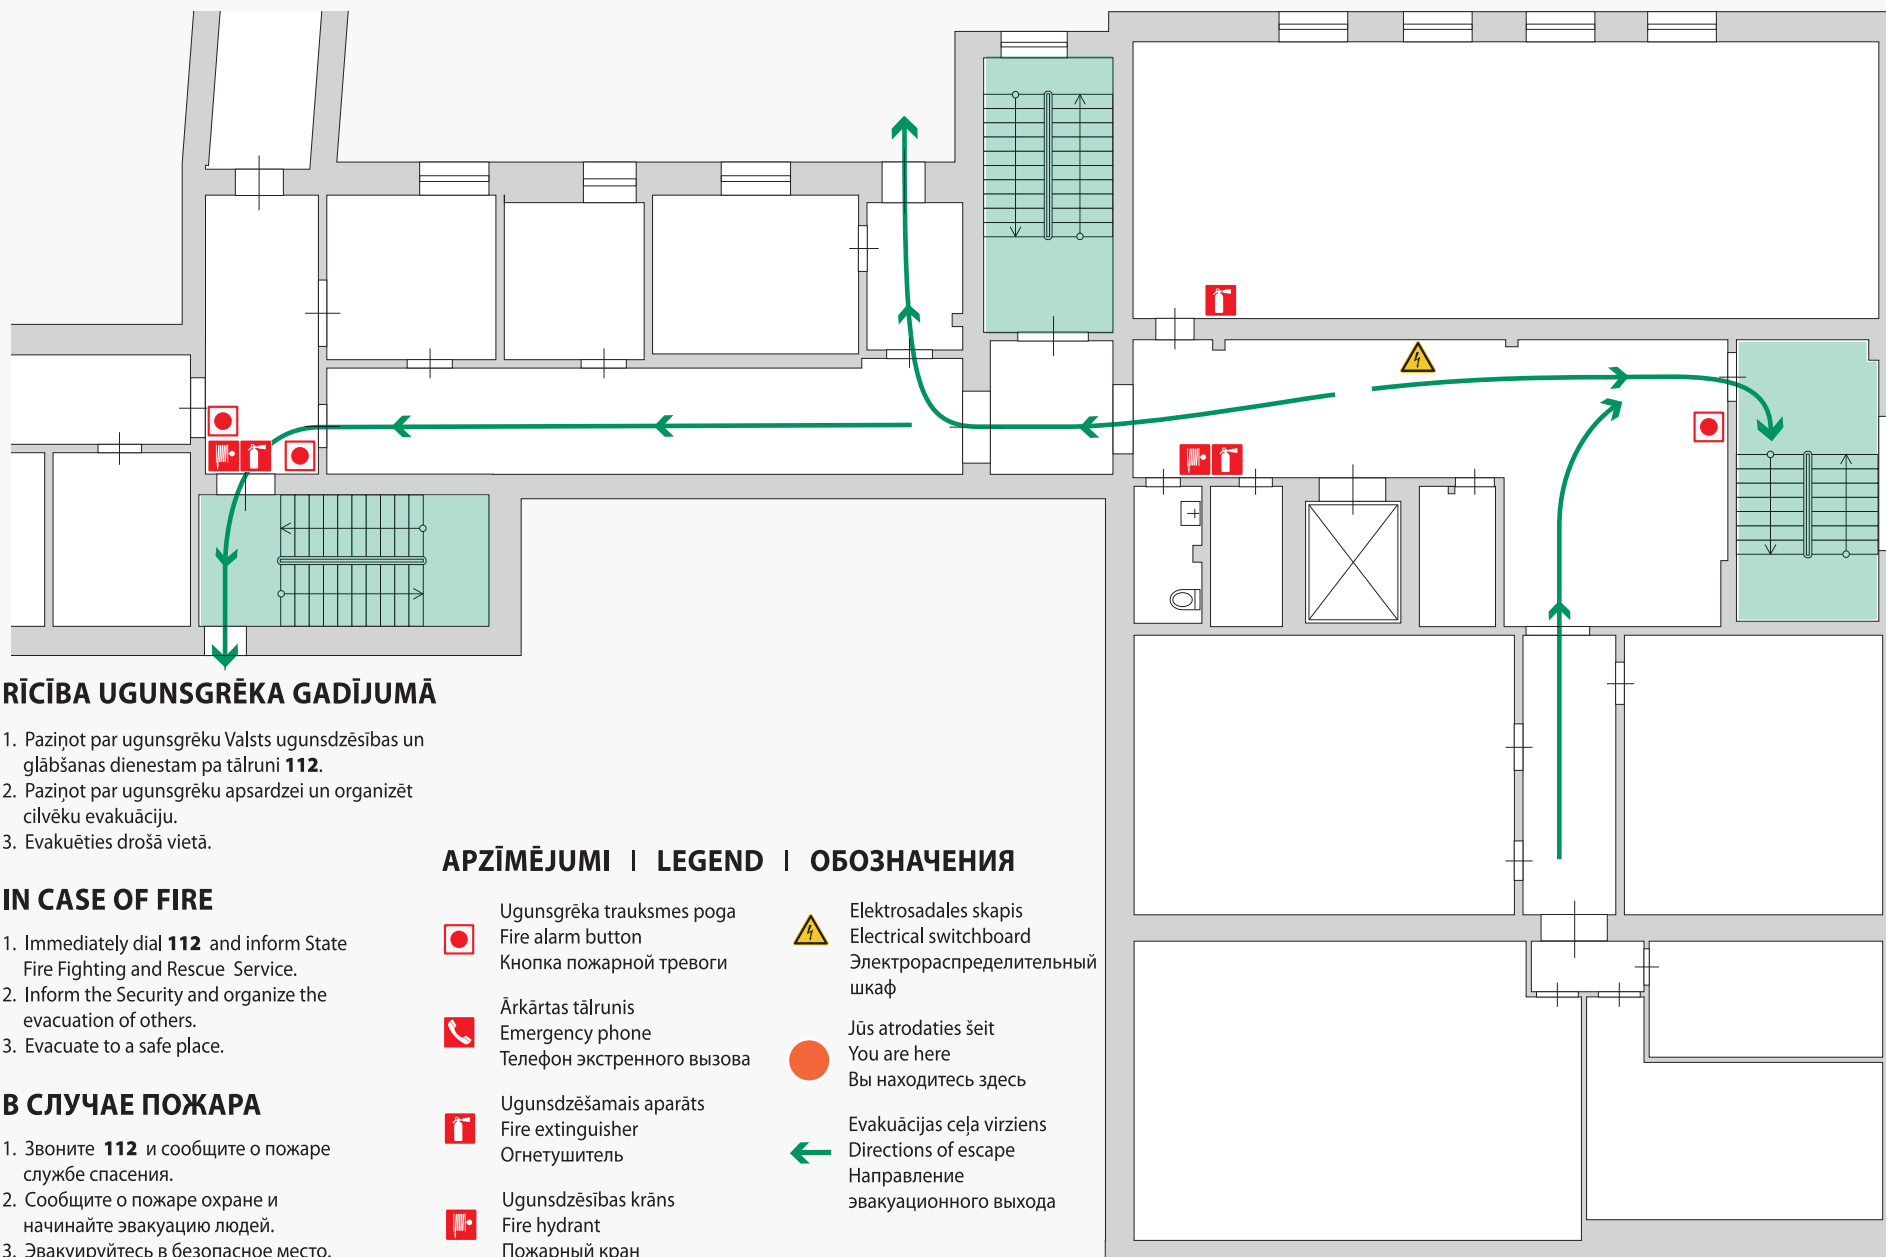 RĪCĪBA UGUNSGRĒKA GADĪJUMĀ
1. Paziņot par ugunsgrēku Valsts ugunsdzēsības un
glābšanas dienestam pa tālruni 112.
2. Paziņot par ugunsgrēku apsardzei un organizēt
cilvēku evakuāciju.
3. Evakuēties drošā vietā.
IN CASE OF FIRE
1. Immediately dial 112 and inform State
Fire Fighting and Rescue Service.
2. Inform the Security and organize the
evacuation of others.
3. Evacuate to a safe place.
В СЛУЧАЕ ПОЖАРА
1. Звоните 112 и сообщите о пожаре
службе спасения.
2. Сообщите о пожаре охране и
начинайте эвакуацию людей.
3. Эвакуируйтесь в безопасное место.
APZĪMĒJUMI | LEGEND | ОБОЗНАЧЕНИЯ
Ugunsgrēka trauksmes poga
Fire alarm button
Кнопка пожарной тревоги
Ārkārtas tālrunis
Emergency phone
Телефон экстренного вызова
Ugunsdzēšamais aparāts
Fire extinguisher
Огнетушитель
Ugunsdzēsības krāns
Fire hydrant
Пожарный кран
Elektrosadales skapis
Electrical switchboard
Электрораспределительный
шкаф
Jūs atrodaties šeit
You are here
Вы находитесь здесь
Evakuācijas ceļa virziens
Directions of escape
Направление
эвакуационного выхода